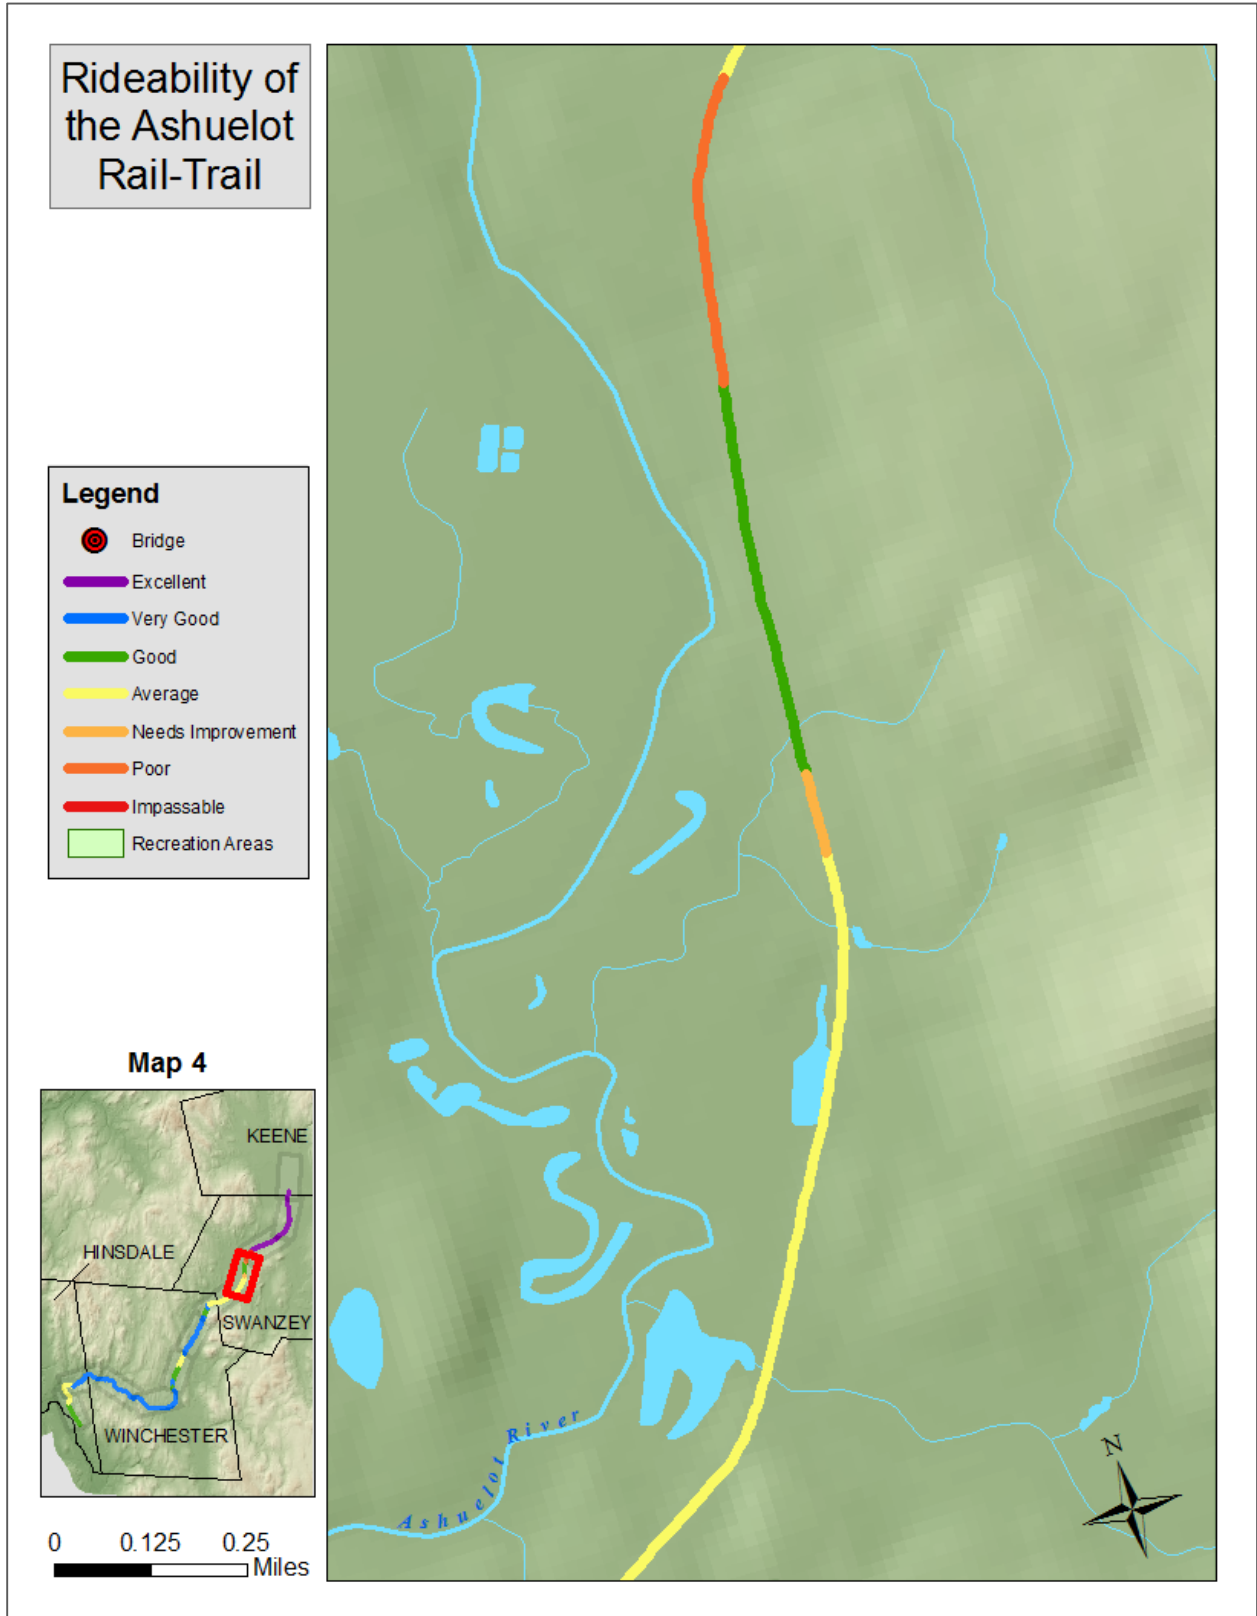 Rideability of
the Ashuelot
Rail-Trail
Legend
Bridge
Excellent
Very Good
Good
Average
Needs Improvement
Poor
Impassable
Recreation Areas
Map 4
KEENE
HINSDALE
SWANZEY
WINCHESTER
0 0.125 0.25
Miles
Ashuelot River
N